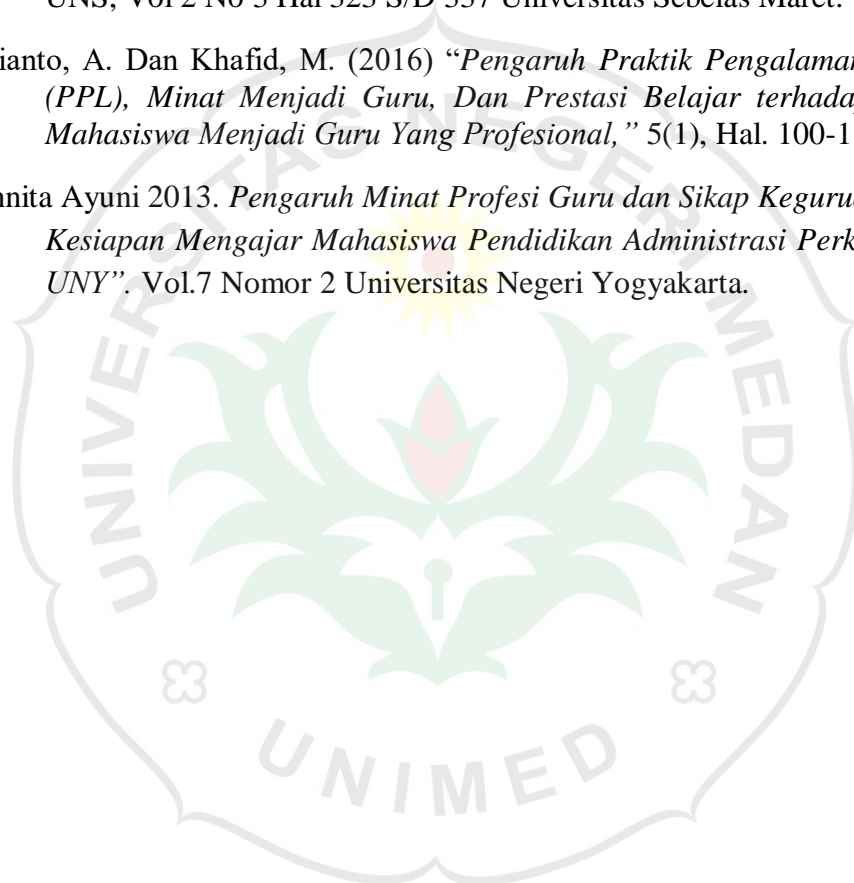 UNS, Vol 2 No 3 Hal 323 S/D 337 Universitas Sebelas Maret.
ianto, A. Dan Khafid, M. (2016) “Pengaruh Praktik Pengalaman
(PPL), Minat Menjadi Guru, Dan Prestasi Belajar terhadap
Mahasiswa Menjadi Guru Yang Profesional,” 5(1), Hal. 100-1
nita Ayuni 2013. Pengaruh Minat Profesi Guru dan Sikap Keguru
Kesiapan Mengajar Mahasiswa Pendidikan Administrasi Perk
UNY”. Vol.7 Nomor 2 Universitas Negeri Yogyakarta.
UNIVERSITAS NEGERI MEDAN
UNIMED